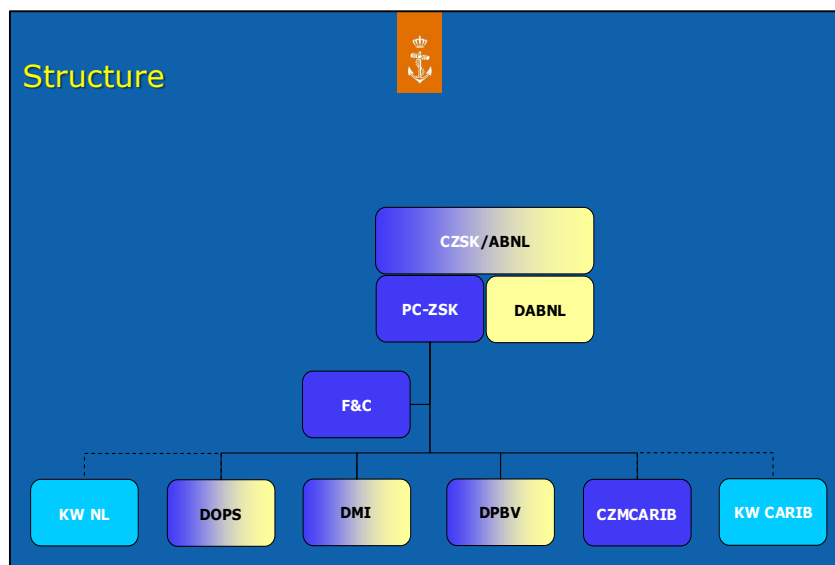 Structure
CZSK/ABNL
PC-ZSK
DABNL
F&C
KW NL
DOPS
DMI
DPBV
CZMCARIB
KW CARIB